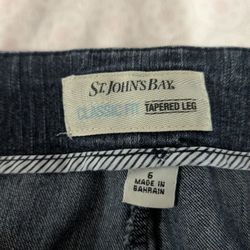 ST. JOHN'S BAY.
CLASSIC FIT TAPERED LEG
6
MADE IN
BAHRAIN